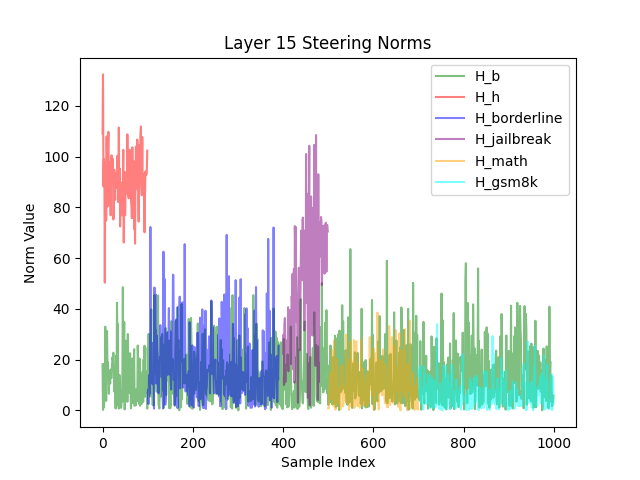 Layer 15 Steering Norms
H_b
H_h
H_borderline
H_jailbreak
H_math
H_gsm8k
Norm Value
120
100
80
60
40
20
0
0 200 400 600 800 1000
Sample Index